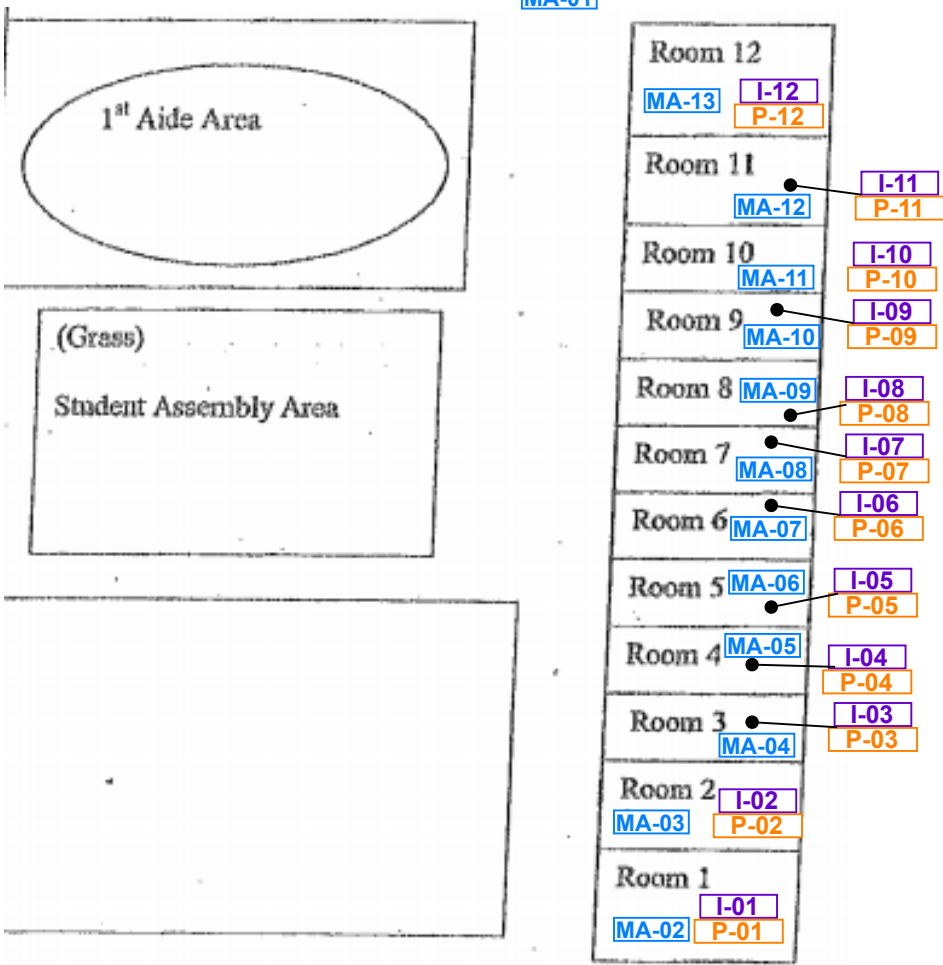 MA-01
Room 12
MA-13 I-12
P-12
1st Aide Area
Room 11
I-11
MA-12 P-11
Room 10 I-10
MA-11 P-10
(Grass)
Room 9 I-09
MA-10 P-09
Student Assembly Area
Room 8 MA-09 I-08
P-08
Room 7 I-07
MA-08 P-07
Room 6 I-06
MA-07 P-06
Room 5 MA-06 I-05
P-05
Room 4 MA-05 I-04
P-04
Room 3 I-03
MA-04 P-03
Room 2 I-02
MA-03 P-02
Room 1
I-01
MA-02 P-01